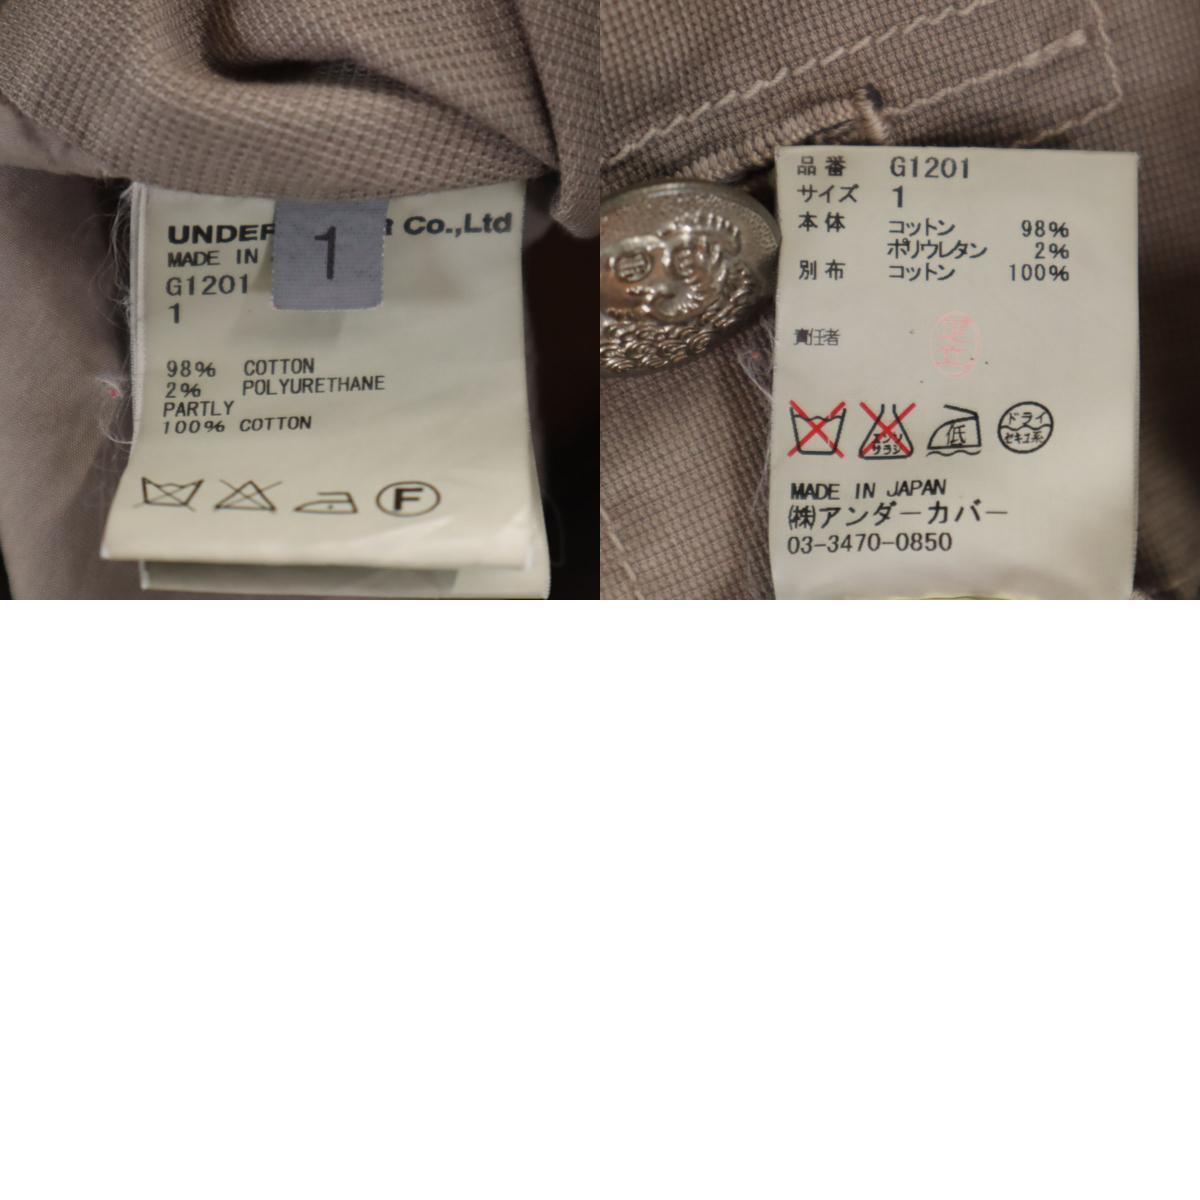 1
Co.,Ltd
MADE IN
G1201
1
98% COTTON
2% POLYURETHANE
PARTLY
100% COTTON
F
品番 G1201
サイズ 1
本体 コットン 98%
ポリウレタン 2%
別布 コットン 100%
責任者
エンソ
サラシ
低
ドライ
セキユ系
MADE IN JAPAN
㈱アンダーカバー
03-3470-0850